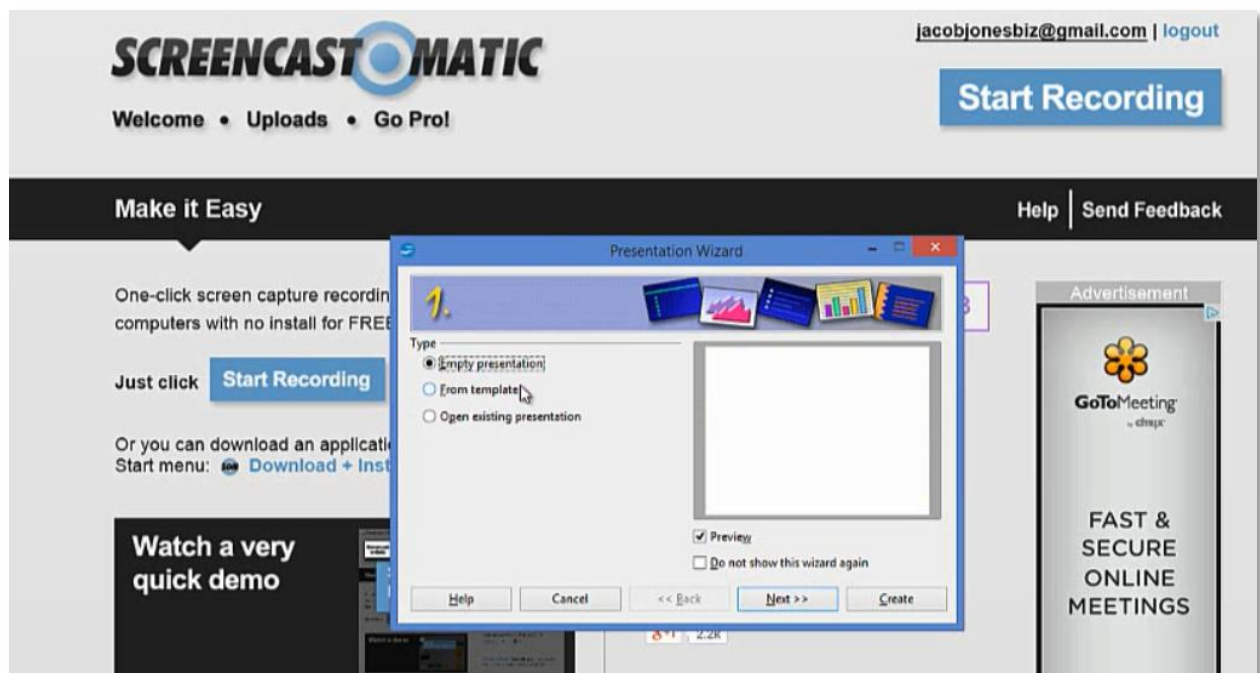 SCREENCAST-O-MATIC
jacobjonesbiz@gmail.com | logout
Welcome • Uploads • Go Pro!
Start Recording
Make it Easy
Help | Send Feedback
One-click screen capture recordin
computers with no install for FREE
Just click Start Recording
Or you can download an applicati
Start menu: Download + Inst
Watch a very
quick demo
Presentation Wizard
1.
Type
Empty presentation
From template
Open existing presentation
Preview
Do not show this wizard again
Help Cancel << Back Next >> Create
+1 2.2k
Advertisement
GoToMeeting
by citrix
FAST &
SECURE
ONLINE
MEETINGS